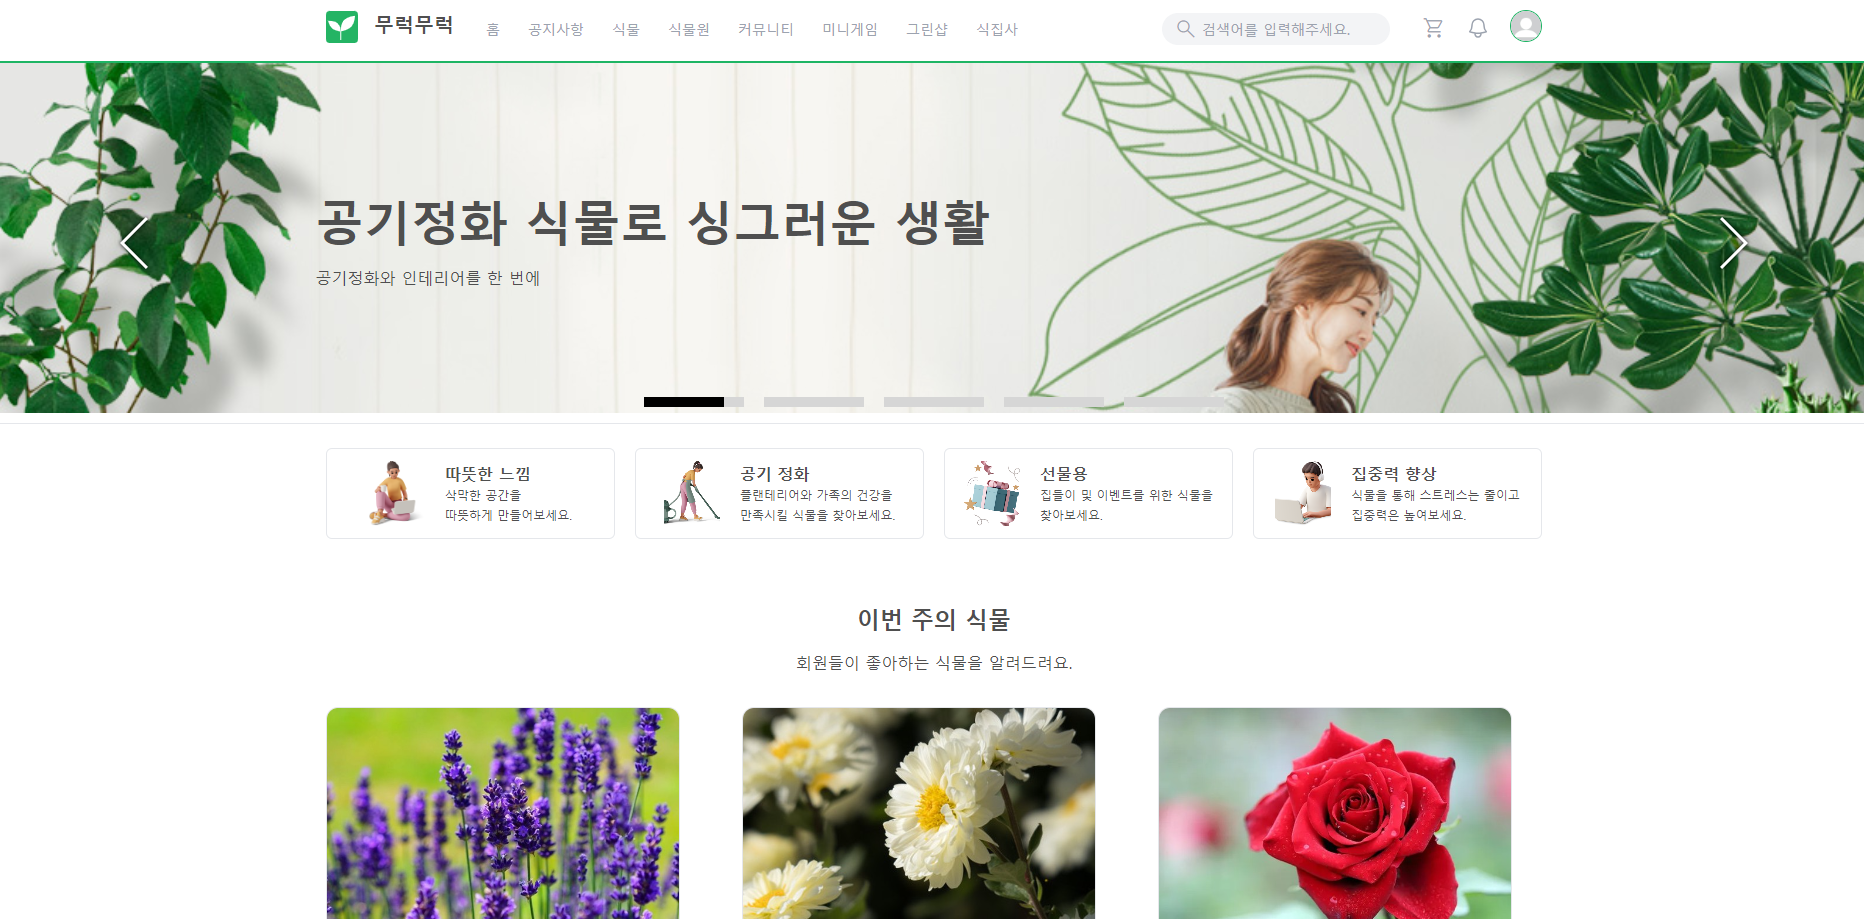 무럭무럭
홈 공지사항 식물 식물원 커뮤니티 미니게임 그린샵 식집사
검색어를 입력해주세요.
공기정화 식물로 싱그러운 생활
공기정화와 인테리어를 한 번에
따뜻한 느낌
삭막한 공간을
따뜻하게 만들어보세요.
공기 정화
플랜테리어와 가족의 건강을
만족시킬 식물을 찾아보세요.
선물용
집들이 및 이벤트를 위한 식물을
찾아보세요.
집중력 향상
식물을 통해 스트레스는 줄이고
집중력은 높여보세요.
이번 주의 식물
회원들이 좋아하는 식물을 알려드려요.